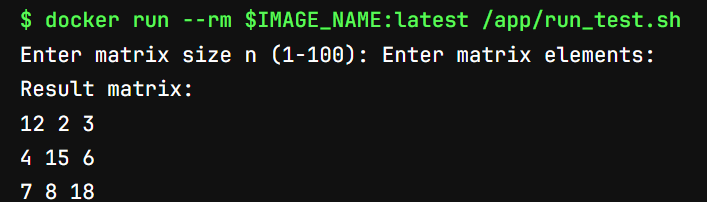 $ docker run --rm $IMAGE_NAME:latest /app/run_test.sh
Enter matrix size n (1-100): Enter matrix elements:
Result matrix:
12 2 3
4 15 6
7 8 18